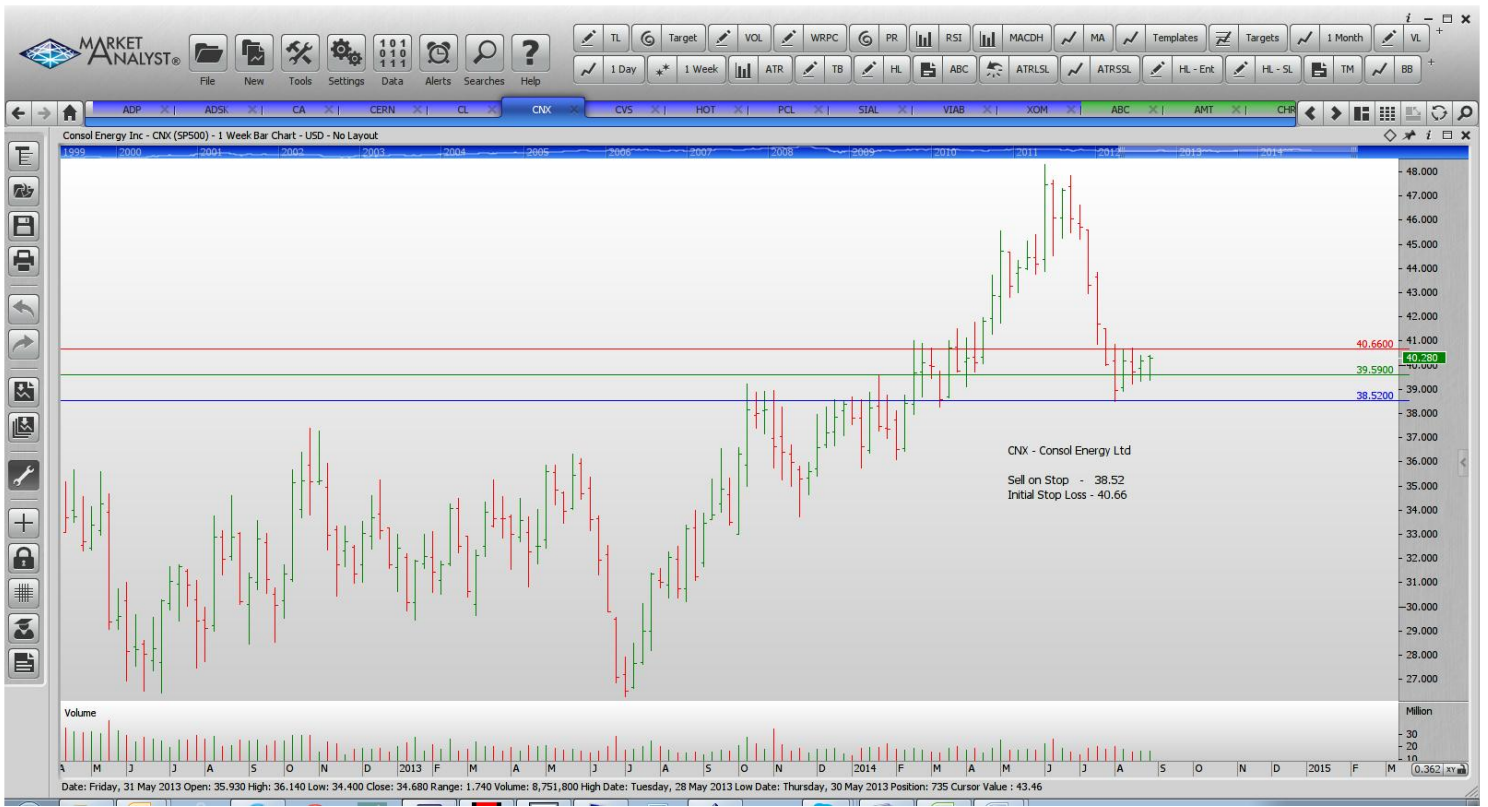 MARKET
ANALYST®
File New Tools Settings Data Alerts Searches Help
101
010
111
TL Target VOL WRPC PR RSI MACDH MA Templates Targets 1 Month VL +
1 Day 1 Week ATR TB HL ABC ATRLSL ATRSSL HL - Ent HL - SL TM BB +
ADP ADSK CA CERN CL CNX CVS HOT PCL SIAL VIAB XOM ABC AMT CHR
Consol Energy Inc - CNX (SP500) - 1 Week Bar Chart - USD - No Layout
1999 2000 2001 2002 2003 2004 2005 2006 2007 2008 2009 2010 2011 2012 2013 2014
48.000
47.000
46.000
45.000
44.000
43.000
42.000
41.000
40.6600
40.280
40.000
39.5900
39.000
38.5200
38.000
37.000
CNX - Consol Energy Ltd
36.000
Sell on Stop - 38.52
35.000
Initial Stop Loss - 40.66
34.000
33.000
32.000
31.000
30.000
29.000
28.000
27.000
Volume
Million
30
20
10
A M J J A S O N D 2013 F M A M J J A S O N D 2014 F M A M J J A S O N D 2015 F M
0.362 XY
Date: Friday, 31 May 2013 Open: 35.930 High: 36.140 Low: 34.400 Close: 34.680 Range: 1.740 Volume: 8,751,800 High Date: Tuesday, 28 May 2013 Low Date: Thursday, 30 May 2013 Position: 735 Cursor Value : 43.46